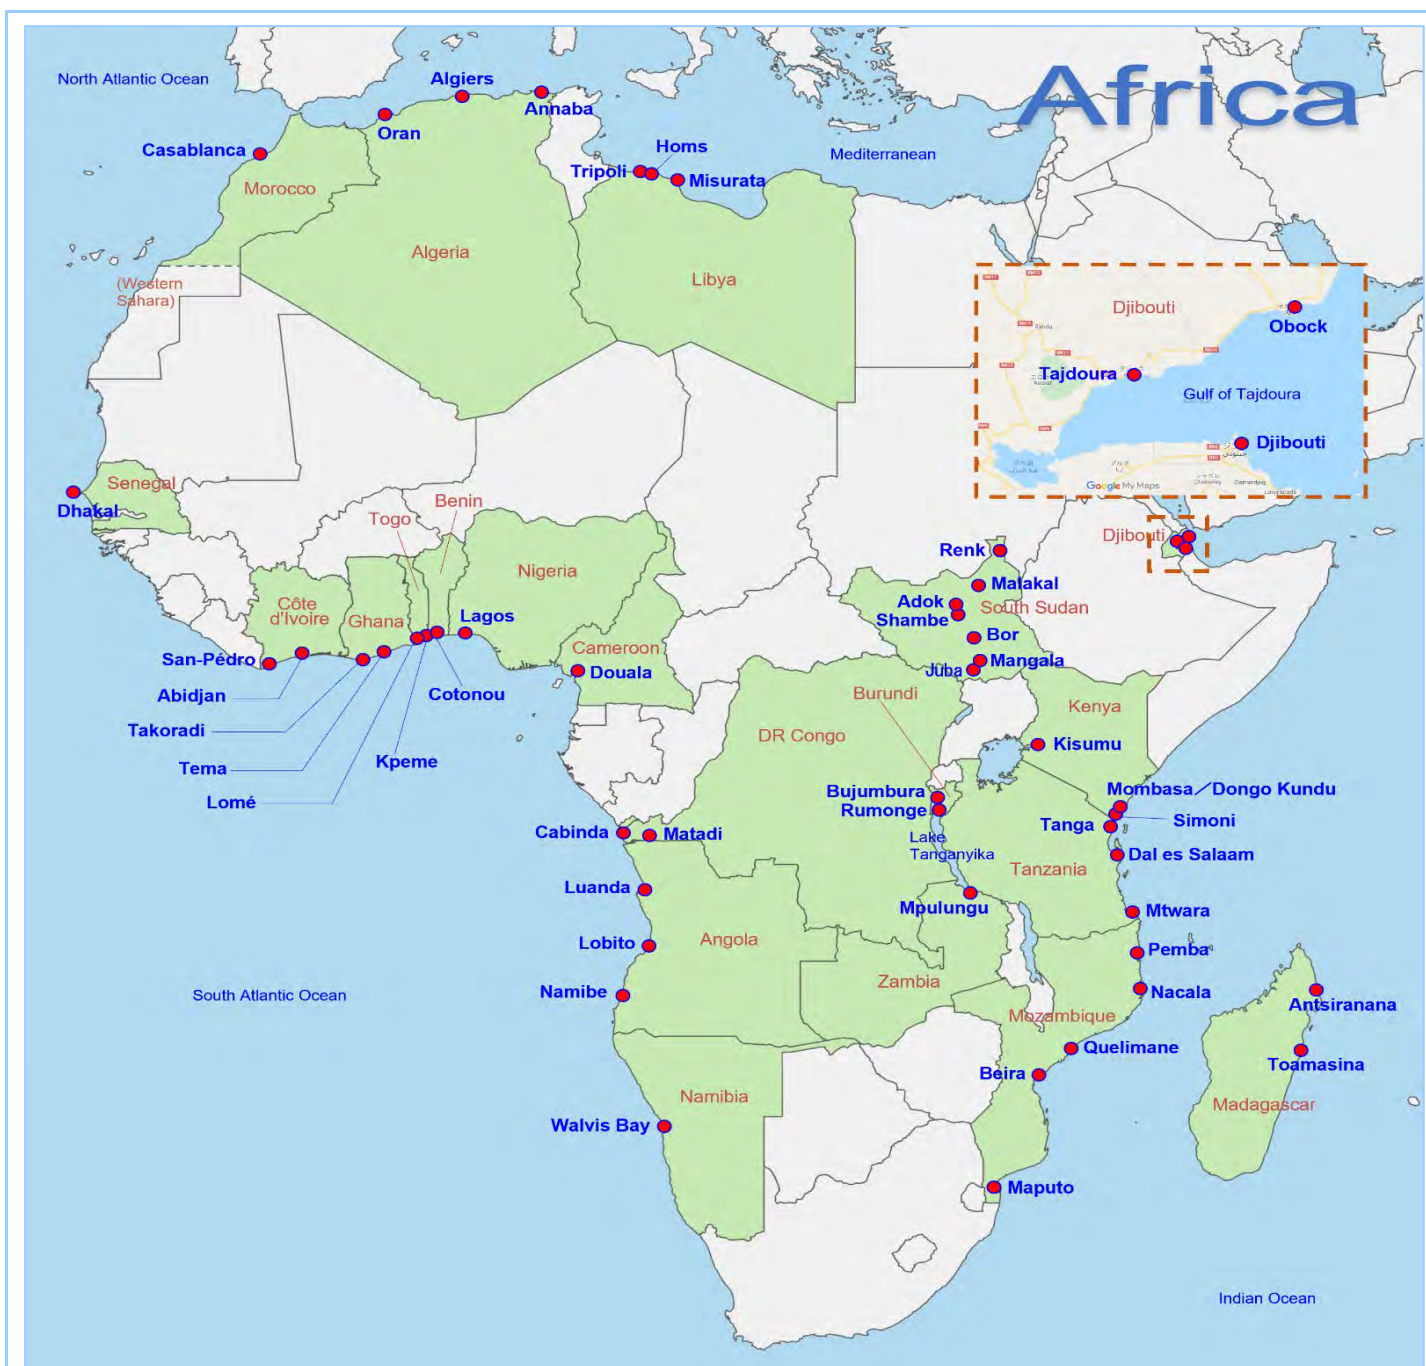 Africa
North Atlantic Ocean
Algiers
Annaba
Oran
Casablanca
Homs
Tripoli
Misurata
Mediterranean
Morocco
Algeria
Libya
(Western
Sahara)
Djibouti
Obock
Tajdoura
Gulf of Tajdoura
Djibouti
Google My Maps
Senegal
Dhakal
Benin
Togo
Djibouti
Renk
Nigeria
Malakal
Adok
South Sudan
Shambe
Côte
d'Ivoire
Ghana
Lagos
Bor
Cameroon
San-Pédro
Douala
Mangala
Juba
Abidjan
Cotonou
Burundi
Kenya
Takoradi
DR Congo
Kisumu
Tema
Kpeme
Lomé
Bujumbura
Mombasa／Dongo Kundu
Rumonge
Simoni
Cabinda
Matadi
Tanga
Lake
Tanganyika
Dal es Salaam
Tanzania
Luanda
Mpulungu
Mtwara
Lobito
Angola
Pemba
Zambia
South Atlantic Ocean
Namibe
Nacala
Antsiranana
Mozambique
Quelimane
Toamasina
Beira
Namibia
Madagascar
Walvis Bay
Maputo
Indian Ocean